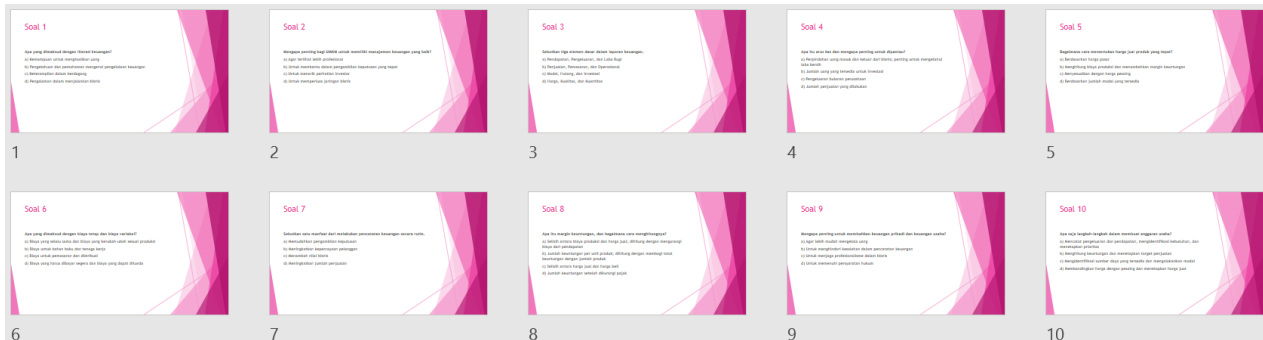 Soal 1
Apa yang dimaksud dengan literasi keuangan?
a) Kemampuan untuk menghasilkan uang
b) Pengetahuan dan pemahaman mengenai pengelolaan keuangan
c) Keterampilan dalam berdagang
d) Pengalaman dalam menjalankan bisnis
1
Soal 2
Mengapa penting bagi UMKM untuk memiliki manajemen keuangan yang baik?
a) Agar terlihat lebih profesional
b) Untuk membantu dalam pengambilan keputusan yang tepat
c) Untuk menarik perhatian investor
d) Untuk memperluas jaringan bisnis
2
Soal 3
Sebutkan tiga elemen dasar dalam laporan keuangan.
a) Pendapatan, Pengeluaran, dan Laba Rugi
b) Penjualan, Pemasaran, dan Operasional
c) Modal, Hutang, dan Investasi
d) Harga, Kualitas, dan Kuantitas
3
Soal 4
Apa itu arus kas dan mengapa penting untuk dipantau?
a) Perpindahan uang masuk dan keluar dari bisnis; penting untuk mengetahui
laba bersih
b) Jumlah uang yang tersedia untuk investasi
c) Pengeluaran bulanan perusahaan
d) Jumlah penjualan yang dilakukan
4
Soal 5
Bagaimana cara menentukan harga jual produk yang tepat?
a) Berdasarkan harga pasar
b) Menghitung biaya produksi dan menambahkan margin keuntungan
c) Menyesuaikan dengan harga pesaing
d) Berdasarkan jumlah modal yang tersedia
5
Soal 6
Apa yang dimaksud dengan biaya tetap dan biaya variabel?
a) Biaya yang selalu sama dan biaya yang berubah-ubah sesuai produksi
b) Biaya untuk bahan baku dan tenaga kerja
c) Biaya untuk pemasaran dan distribusi
d) Biaya yang harus dibayar segera dan biaya yang dapat ditunda
6
Soal 7
Sebutkan satu manfaat dari melakukan pencatatan keuangan secara rutin.
a) Memudahkan pengambilan keputusan
b) Meningkatkan kepercayaan pelanggan
c) Menambah nilai bisnis
d) Meningkatkan jumlah penjualan
7
Soal 8
Apa itu margin keuntungan, dan bagaimana cara menghitungnya?
a) Selisih antara biaya produksi dan harga jual; dihitung dengan mengurangi
biaya dari pendapatan
b) Jumlah keuntungan per unit produk; dihitung dengan membagi total
keuntungan dengan jumlah produk
c) Selisih antara harga jual dan harga beli
d) Jumlah keuntungan setelah dikurangi pajak
8
Soal 9
Mengapa penting untuk memisahkan keuangan pribadi dan keuangan usaha?
a) Agar lebih mudah mengelola uang
b) Untuk menghindari kesalahan dalam pencatatan keuangan
c) Untuk menjaga profesionalisme dalam bisnis
d) Untuk memenuhi persyaratan hukum
9
Soal 10
Apa saja langkah-langkah dalam membuat anggaran usaha?
a) Mencatat pengeluaran dan pendapatan, mengidentifikasi kebutuhan, dan
menetapkan prioritas
b) Menghitung keuntungan dan menetapkan target penjualan
c) Mengidentifikasi sumber daya yang tersedia dan mengalokasikan modal
d) Membandingkan harga dengan pesaing dan menetapkan harga jual
10